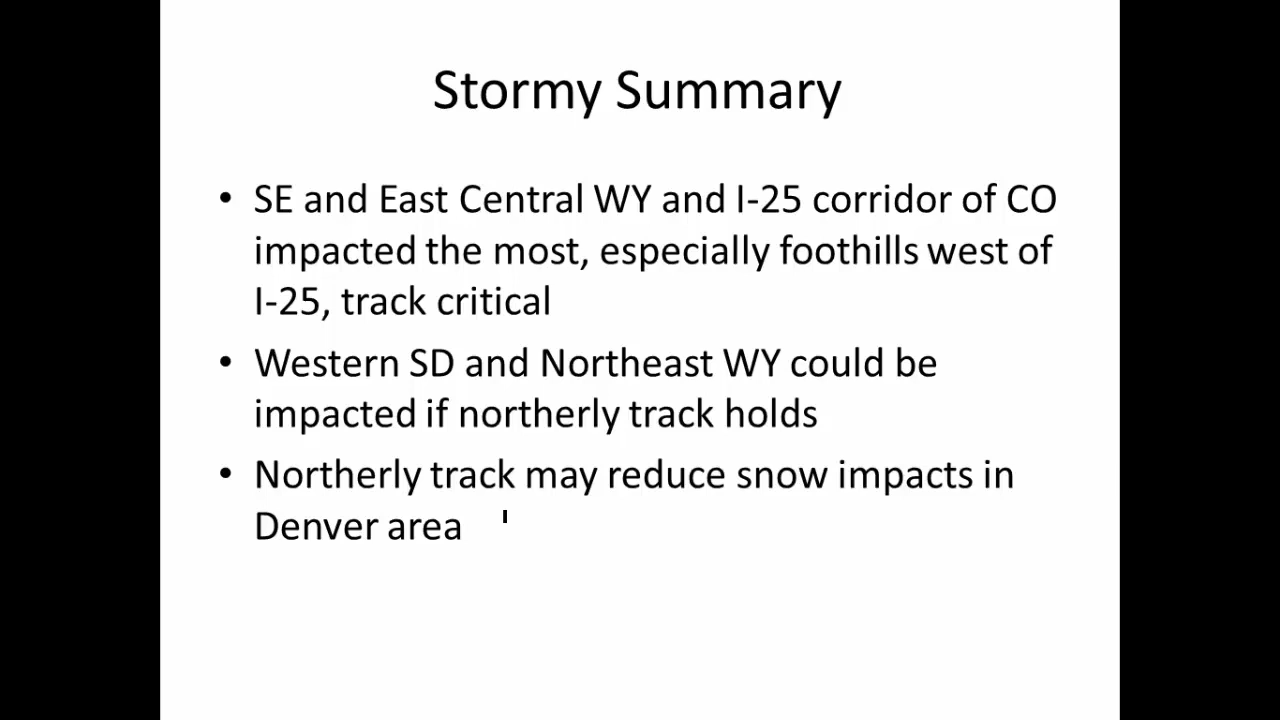 Stormy Summary
• SE and East Central WY and I-25 corridor of CO
impacted the most, especially foothills west of
I-25, track critical
• Western SD and Northeast WY could be
impacted if northerly track holds
• Northerly track may reduce snow impacts in
Denver area